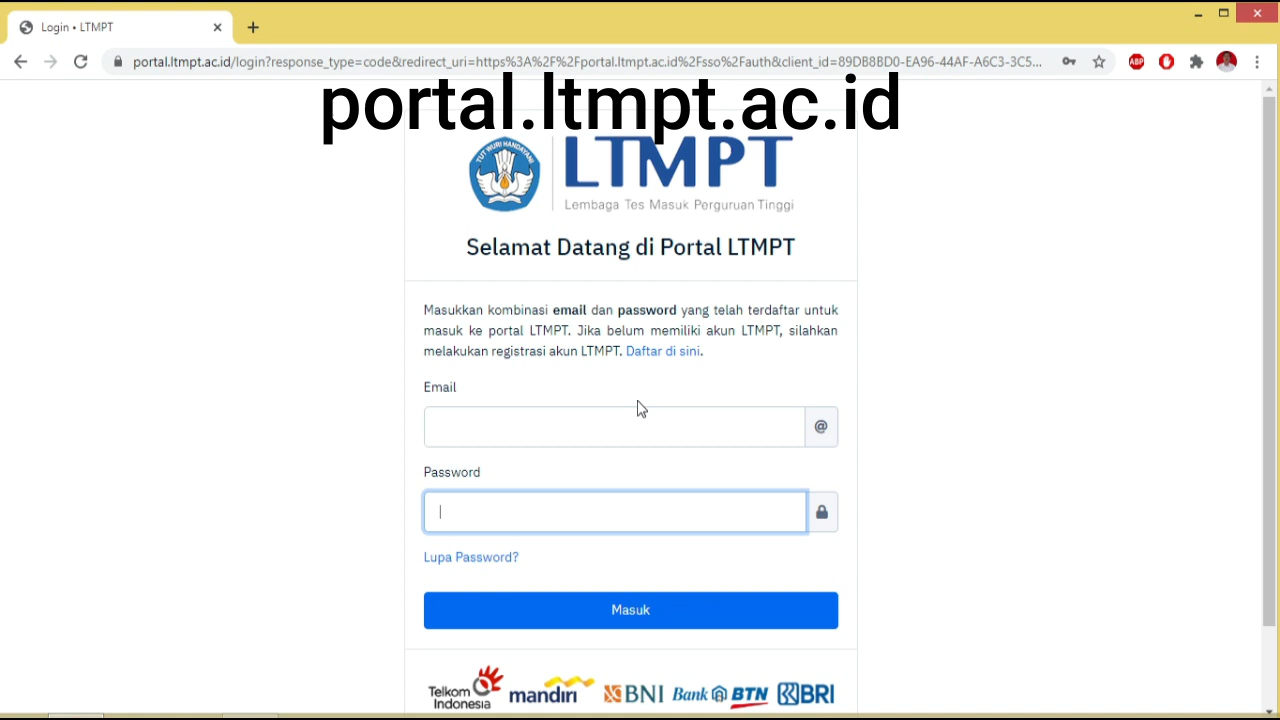 Login • LTMPT
portal.ltmpt.ac.id/login?response_type=code&redirect_uri=https%3A%2F%2Fportal.ltmpt.ac.id%2Fsso%2Fauth&client_id=89DB8BD0-EA96-44AF-A6C3-3C5...
ABP
portal.ltmpt.ac.id
TUT WURI HANDAYANI
LTMPT
Lembaga Tes Masuk Perguruan Tinggi
Selamat Datang di Portal LTMPT
Masukkan kombinasi email dan password yang telah terdaftar untuk
masuk ke portal LTMPT. Jika belum memiliki akun LTMPT, silahkan
melakukan registrasi akun LTMPT. Daftar di sini.
Email
@
Password
Lupa Password?
Masuk
Telkom Indonesia mandiri BNI Bank BTN BRI